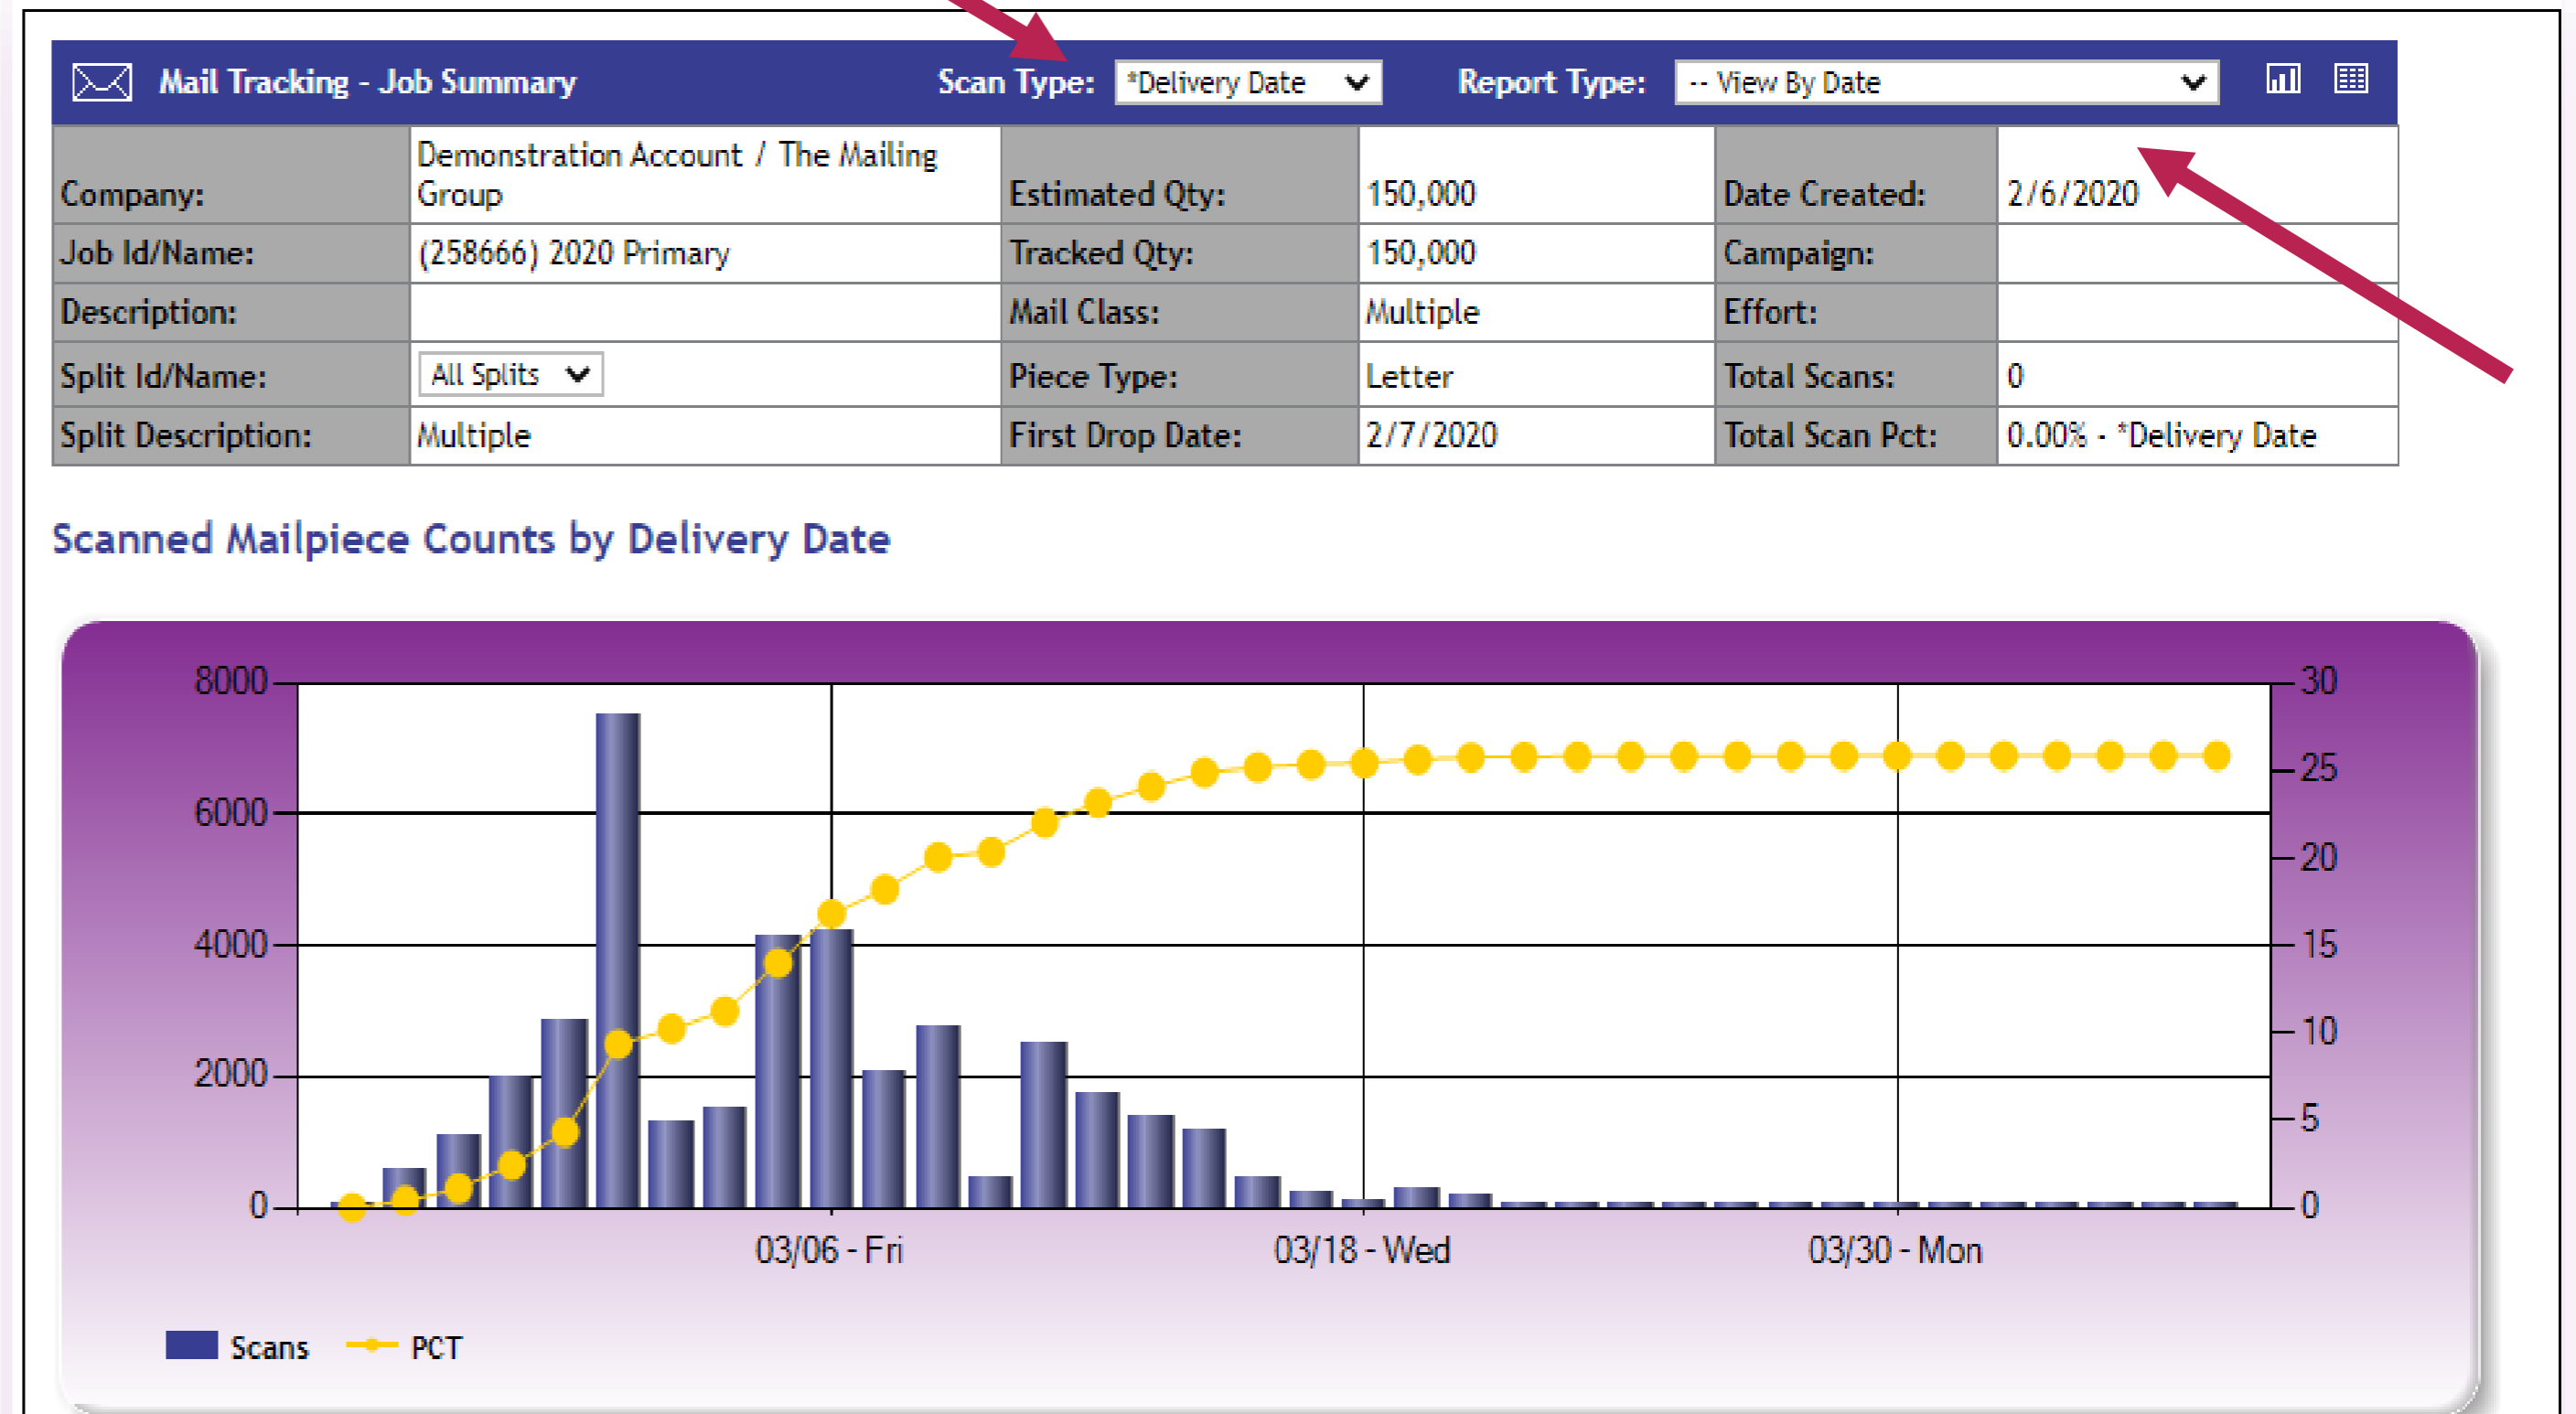 Mail Tracking - Job Summary Scan Type: *Delivery Date Report Type: -- View By Date
Company: Demonstration Account / The Mailing Group Estimated Qty: 150,000 Date Created: 2/6/2020
Job Id/Name: (258666) 2020 Primary Tracked Qty: 150,000 Campaign:
Description: Mail Class: Multiple Effort:
Split Id/Name: All Splits Piece Type: Letter Total Scans: 0
Split Description: Multiple First Drop Date: 2/7/2020 Total Scan Pct: 0.00% - *Delivery Date
Scanned Mailpiece Counts by Delivery Date
8000 30
25
6000
20
4000 15
10
2000
5
0 0
03/06 - Fri 03/18 - Wed 03/30 - Mon
Scans PCT